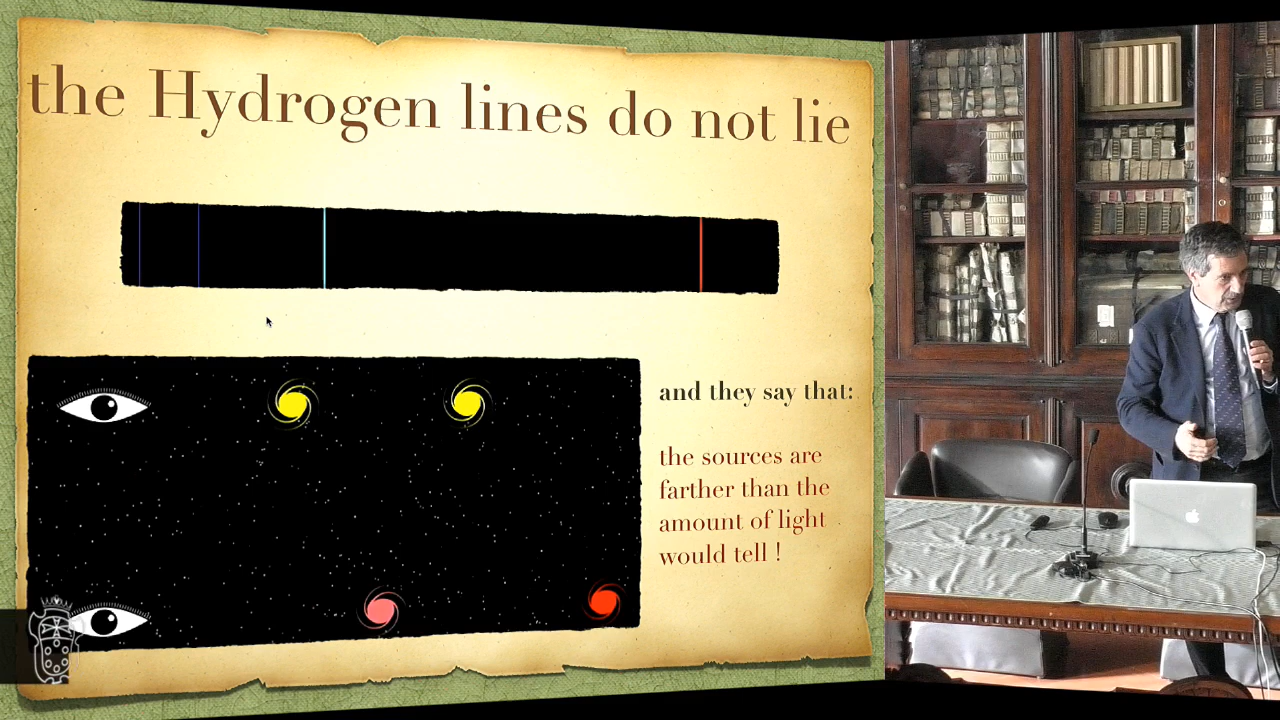 the Hydrogen lines do not lie
and they say that:
the sources are
farther than the
amount of light
would tell !